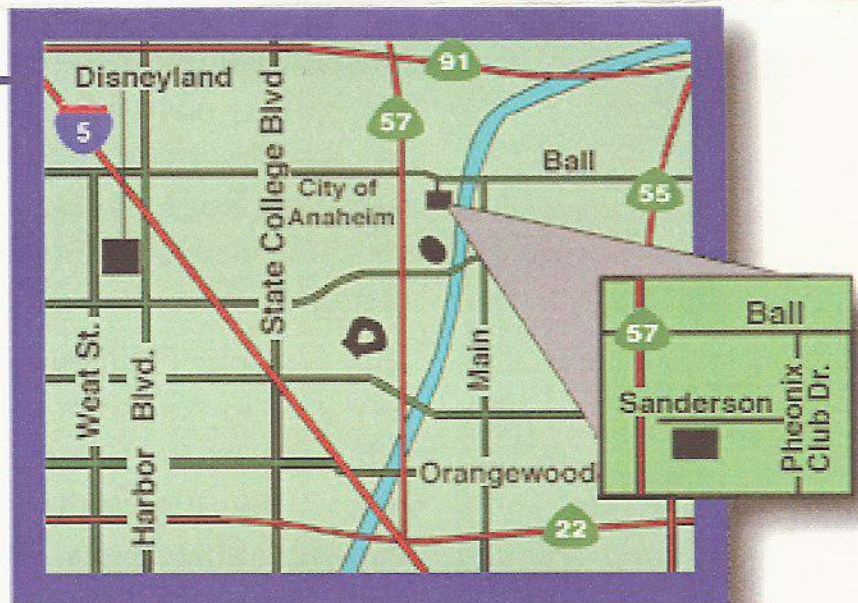 91
Disneyland
5
57
State College Blvd
Ball
City of
Anaheim
55
Weat St.
Harbor Blvd.
Main
Orangewood
22
57
Ball
Sanderson
Pheonix
Club Dr.